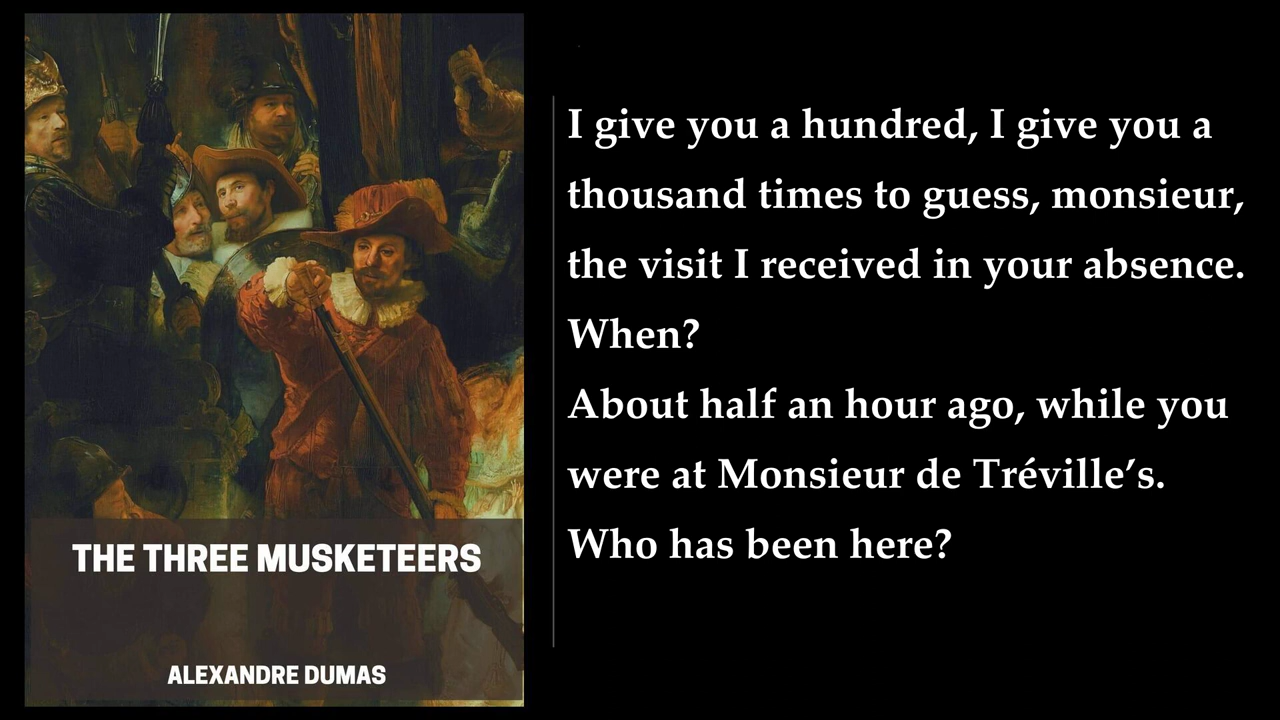 THE THREE MUSKETEERS
ALEXANDRE DUMAS
I give you a hundred, I give you a
thousand times to guess, monsieur,
the visit I received in your absence.
When?
About half an hour ago, while you
were at Monsieur de Tréville’s.
Who has been here?